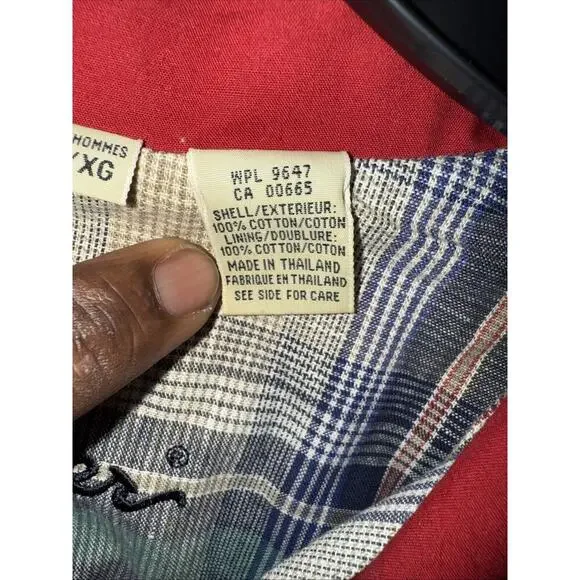 HOMMES
/XG
WPL 9647
CA 00665
SHELL/EXTERIEUR:
100% COTTON/COTON
LINING/DOUBLURE:
100% COTTON/COTON
MADE IN THAILAND
FABRIQUE EN THAILAND
SEE SIDE FOR CARE
®